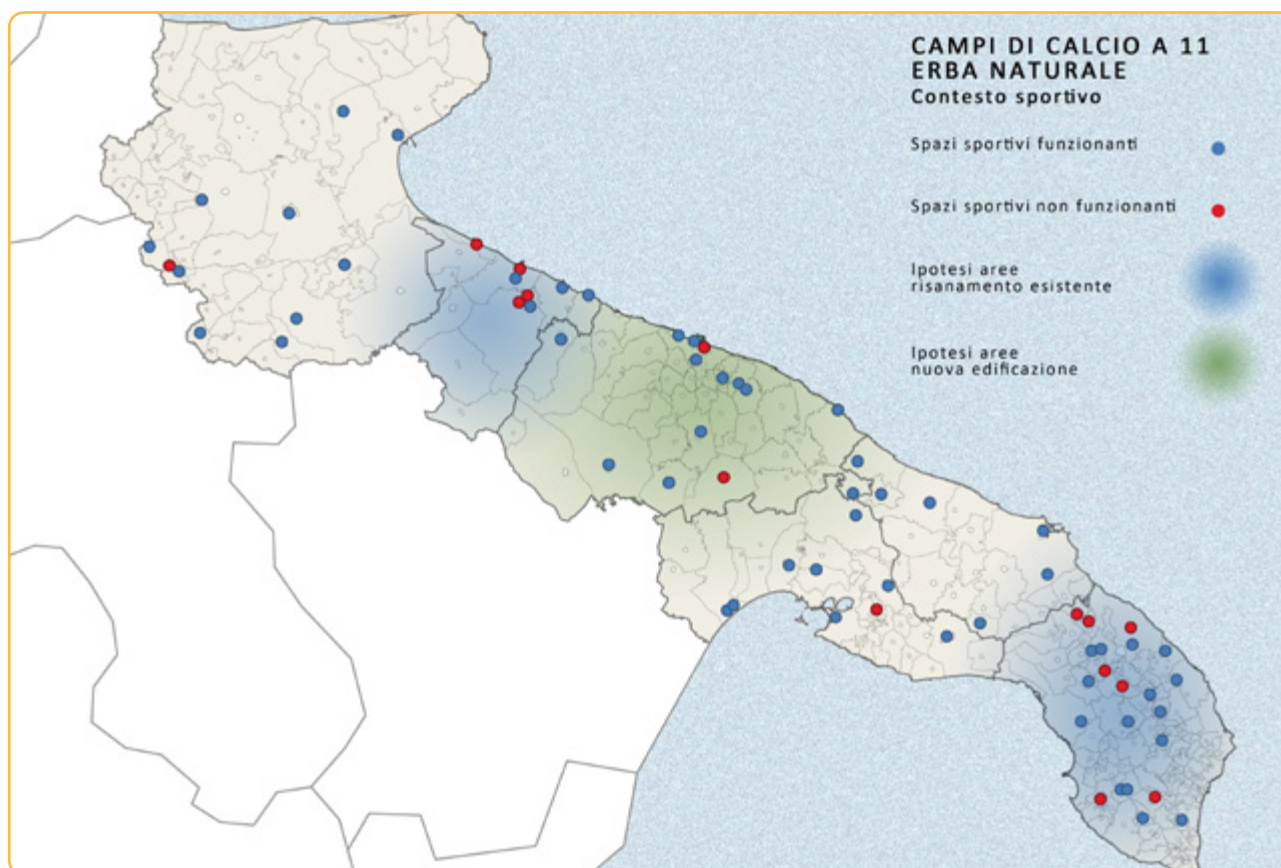 CAMPI DI CALCIO A 11
ERBA NATURALE
Contesto sportivo
Spazi sportivi funzionanti
Spazi sportivi non funzionanti
Ipotesi aree
risanamento esistente
Ipotesi aree
nuova edificazione